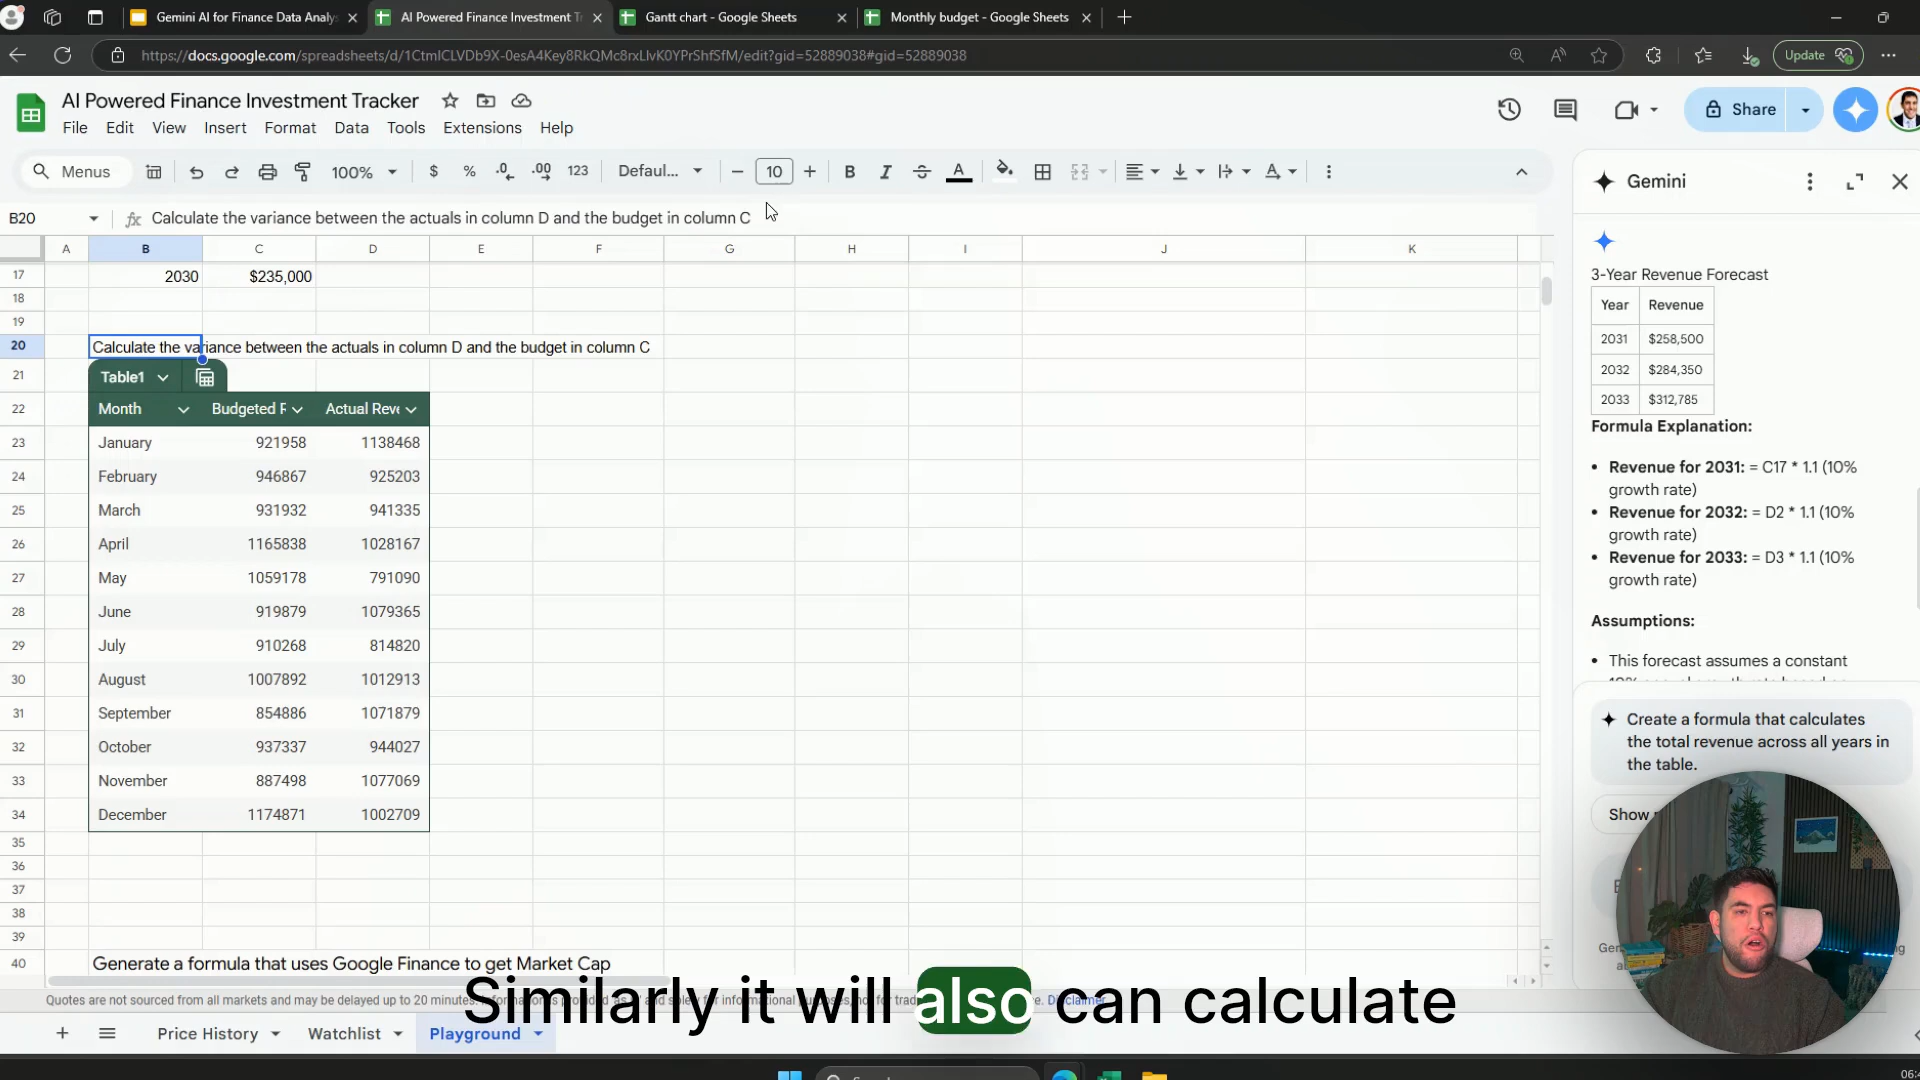 Gemini AI for Finance Data Analys
AI Powered Finance Investment Tr
Gantt chart - Google Sheets
Monthly budget - Google Sheets
https://docs.google.com/spreadsheets/d/1CtmlCLVDb9X-0esA4Key8RkQMc8rxLlvK0YPrShfSfM/edit?gid=52889038#gid=52889038
Update
AI Powered Finance Investment Tracker
File Edit View Insert Format Data Tools Extensions Help
Share
Menus 100% $ % .0 .00 123 Defaul... 10 B I A
Gemini
B20 Calculate the variance between the actuals in column D and the budget in column C
A B C D E F G H I J K
17 2030 $235,000
18
19
20 Calculate the variance between the actuals in column D and the budget in column C
21 Table1
22 Month Budgeted R Actual Reve
23 January 921958 1138468
24 February 946867 925203
25 March 931932 941335
26 April 1165838 1028167
27 May 1059178 791090
28 June 919879 1079365
29 July 910268 814820
30 August 1007892 1012913
31 September 854886 1071879
32 October 937337 944027
33 November 887498 1077069
34 December 1174871 1002709
35
36
37
38
39
40 Generate a formula that uses Google Finance to get Market Cap
3-Year Revenue Forecast
Year Revenue
2031 $258,500
2032 $284,350
2033 $312,785
Formula Explanation:
• Revenue for 2031: = C17 * 1.1 (10%
growth rate)
• Revenue for 2032: = D2 * 1.1 (10%
growth rate)
• Revenue for 2033: = D3 * 1.1 (10%
growth rate)
Assumptions:
• This forecast assumes a constant
Create a formula that calculates
the total revenue across all years in
the table.
Show
Quotes are not sourced from all markets and may be delayed up to 20 minutes.
Disclaimer
Similarly it will also can calculate
Price History Watchlist Playground